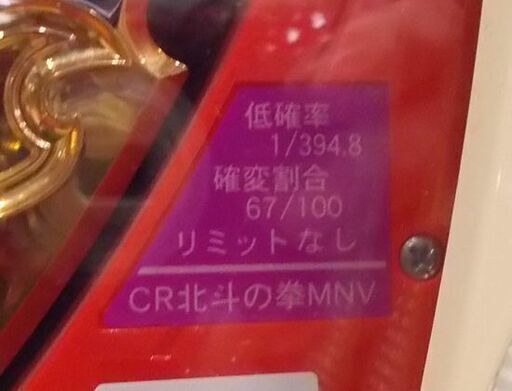 低確率
1/394.8
確変割合
67/100
リミットなし
CR北斗の拳MNV